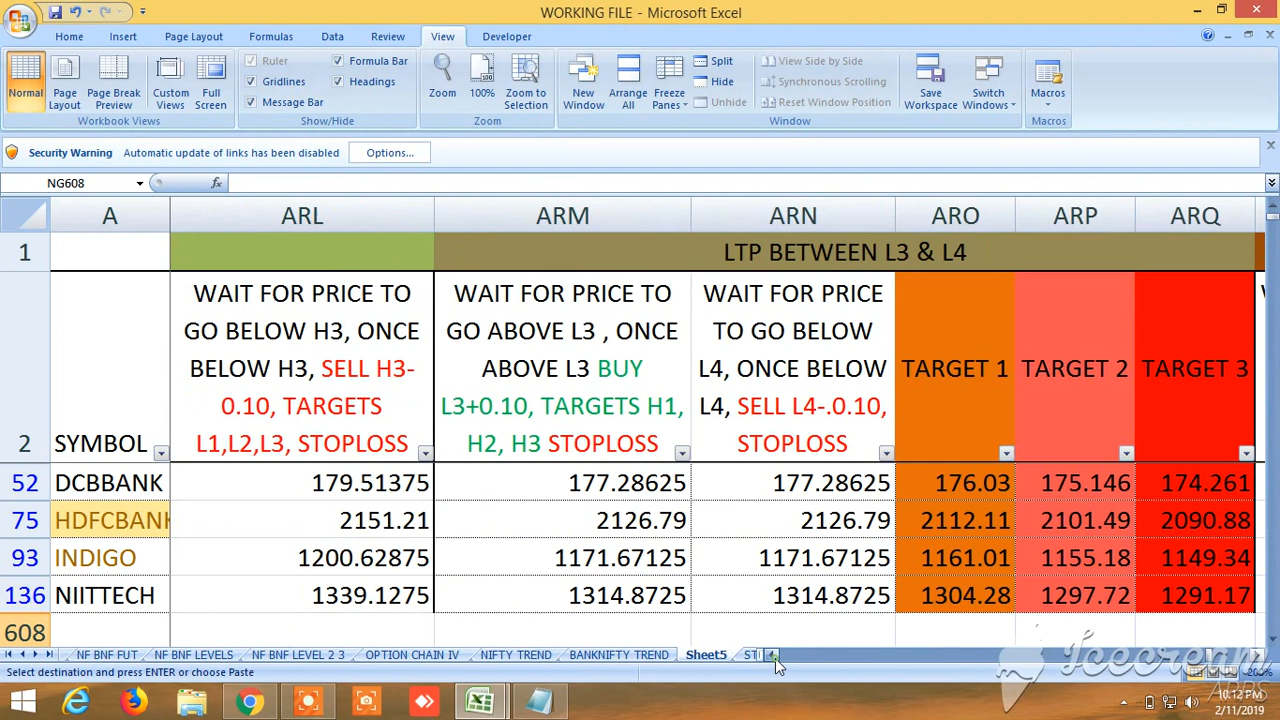 WORKING FILE - Microsoft Excel
Home Insert Page Layout Formulas Data Review View Developer
Normal Page Layout Page Break Preview Custom Views Full Screen
Workbook Views
Ruler Formula Bar
Gridlines Headings
Message Bar
Show/Hide
Zoom 100% Zoom to Selection
Zoom
New Window Arrange All Freeze Panes
Split View Side by Side
Hide Synchronous Scrolling
Unhide Reset Window Position
Save Workspace Switch Windows
Window
Macros
Macros
Security Warning Automatic update of links has been disabled Options...
NG608 fx
A ARL ARM ARN ARO ARP ARQ
1 LTP BETWEEN L3 & L4
2 SYMBOL
WAIT FOR PRICE TO
GO BELOW H3, ONCE
BELOW H3, SELL H3-
0.10, TARGETS
L1,L2,L3, STOPLOSS
WAIT FOR PRICE TO
GO ABOVE L3 , ONCE
ABOVE L3 BUY
L3+0.10, TARGETS H1,
H2, H3 STOPLOSS
WAIT FOR PRICE
TO GO BELOW
L4, ONCE BELOW
L4, SELL L4-.0.10,
STOPLOSS
TARGET 1 TARGET 2 TARGET 3
52 DCBBANK 179.51375 177.28625 177.28625 176.03 175.146 174.261
75 HDFCBANK 2151.21 2126.79 2126.79 2112.11 2101.49 2090.88
93 INDIGO 1200.62875 1171.67125 1171.67125 1161.01 1155.18 1149.34
136 NIITTECH 1339.1275 1314.8725 1314.8725 1304.28 1297.72 1291.17
608
NF BNF FUT NF BNF LEVELS NF BNF LEVEL 2 3 OPTION CHAIN IV NIFTY TREND BANKNIFTY TREND Sheet5
Select destination and press ENTER or choose Paste 200%
Icecream
APPS
10:12 PM
2/11/2019